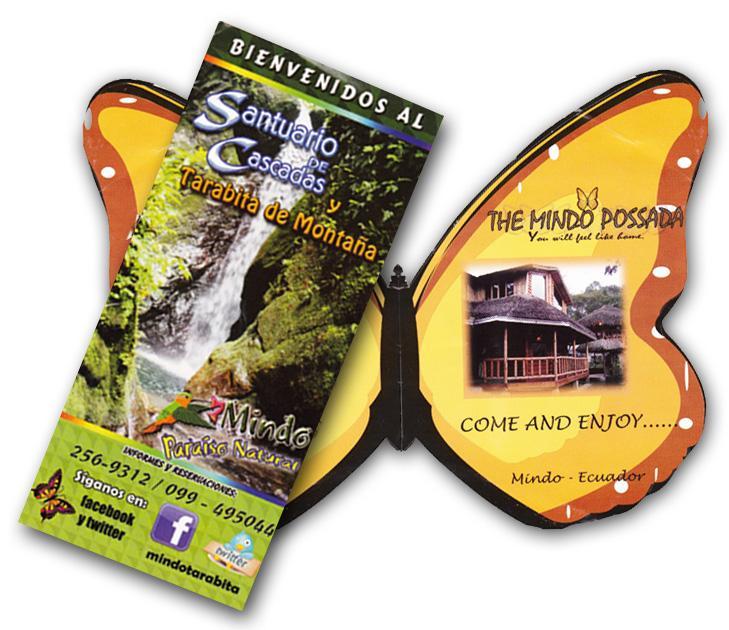 BIENVENIDOS AL
Santuario
DE
Cascadas
y
Tarabita de Montaña
Mindo
Paraíso Natural
INFORMES Y RESERVACIONES:
256-9312 / 099 - 495044
Síganos en:
facebook
y twitter
f
twitter
mindotarabita
THE MINDO POSSADA
You will feel like home.
COME AND ENJOY......
Mindo - Ecuador